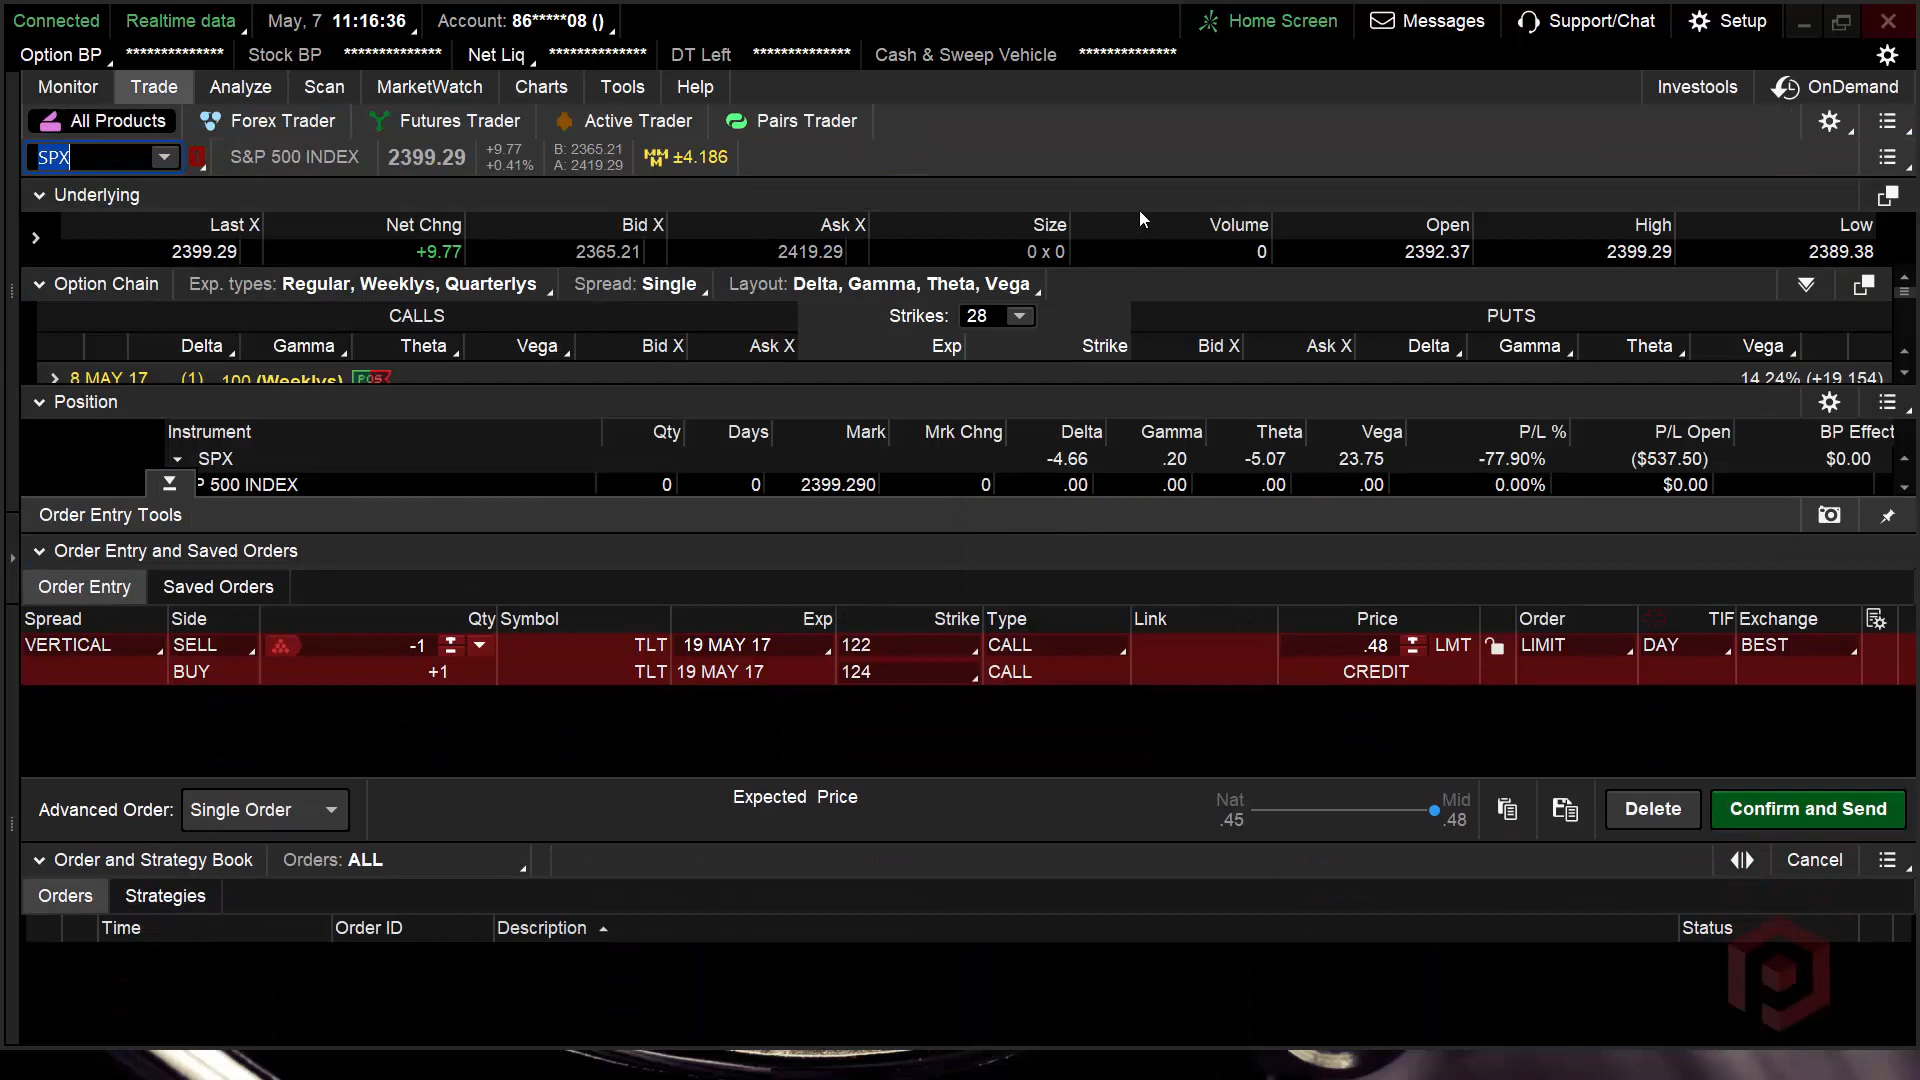 Connected Realtime data May, 7 11:16:36 Account: 86*****08 () Home Screen Messages Support/Chat Setup
Option BP ************* Stock BP ************* Net Liq ************* DT Left ************* Cash & Sweep Vehicle *************
Monitor Trade Analyze Scan MarketWatch Charts Tools Help Investools OnDemand
All Products Forex Trader Futures Trader Active Trader Pairs Trader
SPX S&P 500 INDEX 2399.29 +9.77 +0.41% B: 2365.21 A: 2419.29 MMM ±4.186
Underlying
Last X Net Chng Bid X Ask X Size Volume Open High Low
2399.29 +9.77 2365.21 2419.29 0 x 0 0 2392.37 2399.29 2389.38
Option Chain Exp. types: Regular, Weeklys, Quarterlys Spread: Single Layout: Delta, Gamma, Theta, Vega
CALLS Strikes: 28 PUTS
Delta Gamma Theta Vega Bid X Ask X Exp Strike Bid X Ask X Delta Gamma Theta Vega
8 MAY 17 (1) 100 (Weeklys) POS 14.24% (+19.154)
Position
Instrument Qty Days Mark Mrk Chng Delta Gamma Theta Vega P/L % P/L Open BP Effect
SPX -4.66 .20 -5.07 23.75 -77.90% ($537.50) $0.00
P 500 INDEX 0 0 2399.290 0 .00 .00 .00 .00 0.00% $0.00
Order Entry Tools
Order Entry and Saved Orders
Order Entry Saved Orders
Spread Side Qty Symbol Exp Strike Type Link Price Order TIF Exchange
VERTICAL SELL -1 TLT 19 MAY 17 122 CALL .48 LMT LIMIT DAY BEST
BUY +1 TLT 19 MAY 17 124 CALL CREDIT
Advanced Order: Single Order Expected Price Nat .45 Mid .48 Delete Confirm and Send
Order and Strategy Book Orders: ALL Cancel
Orders Strategies
Time Order ID Description Status